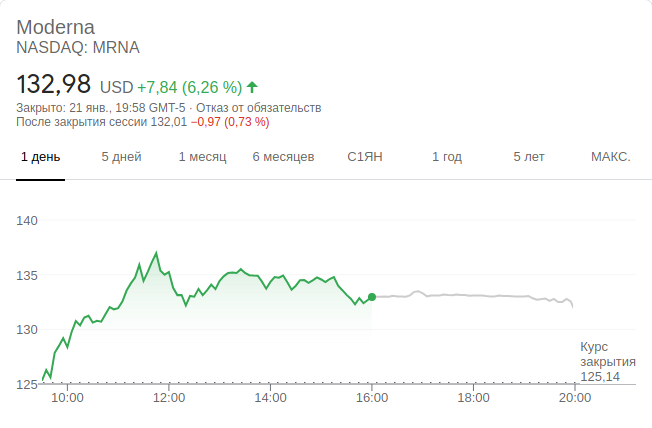 Moderna
NASDAQ: MRNA
132,98 USD +7,84 (6,26 %)
Закрыто: 21 янв., 19:58 GMT-5 · Отказ от обязательств
После закрытия сессии 132,01 −0,97 (0,73 %)
1 день 5 дней 1 месяц 6 месяцев С1ЯН 1 год 5 лет МАКС.
140
135
130
Курс
закрытия
125,14
125
10:00 12:00 14:00 16:00 18:00 20:00